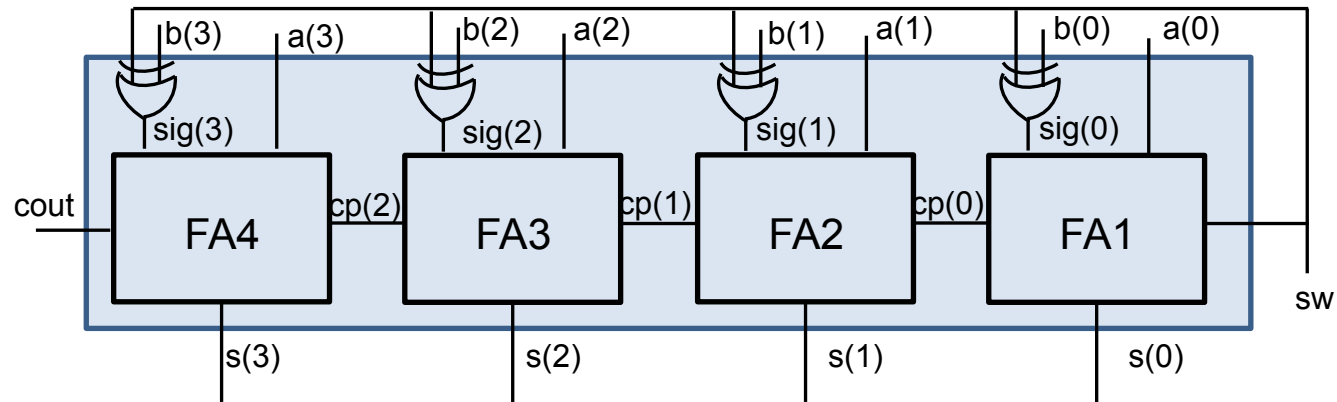 b(3) a(3) b(2) a(2) b(1) a(1) b(0) a(0)
sig(3) sig(2) sig(1) sig(0)
cout cp(2) cp(1) cp(0)
FA4 FA3 FA2 FA1
sw
s(3) s(2) s(1) s(0)